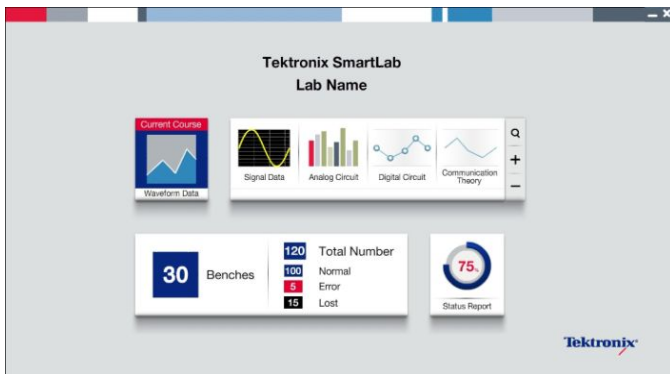 Tektronix SmartLab
Lab Name
Current Course
Waveform Data
Signal Data
Analog Circuit
Digital Circuit
Communication
Theory
30 Benches
120 Total Number
100 Normal
5 Error
15 Lost
75%
Status Report
Tektronix